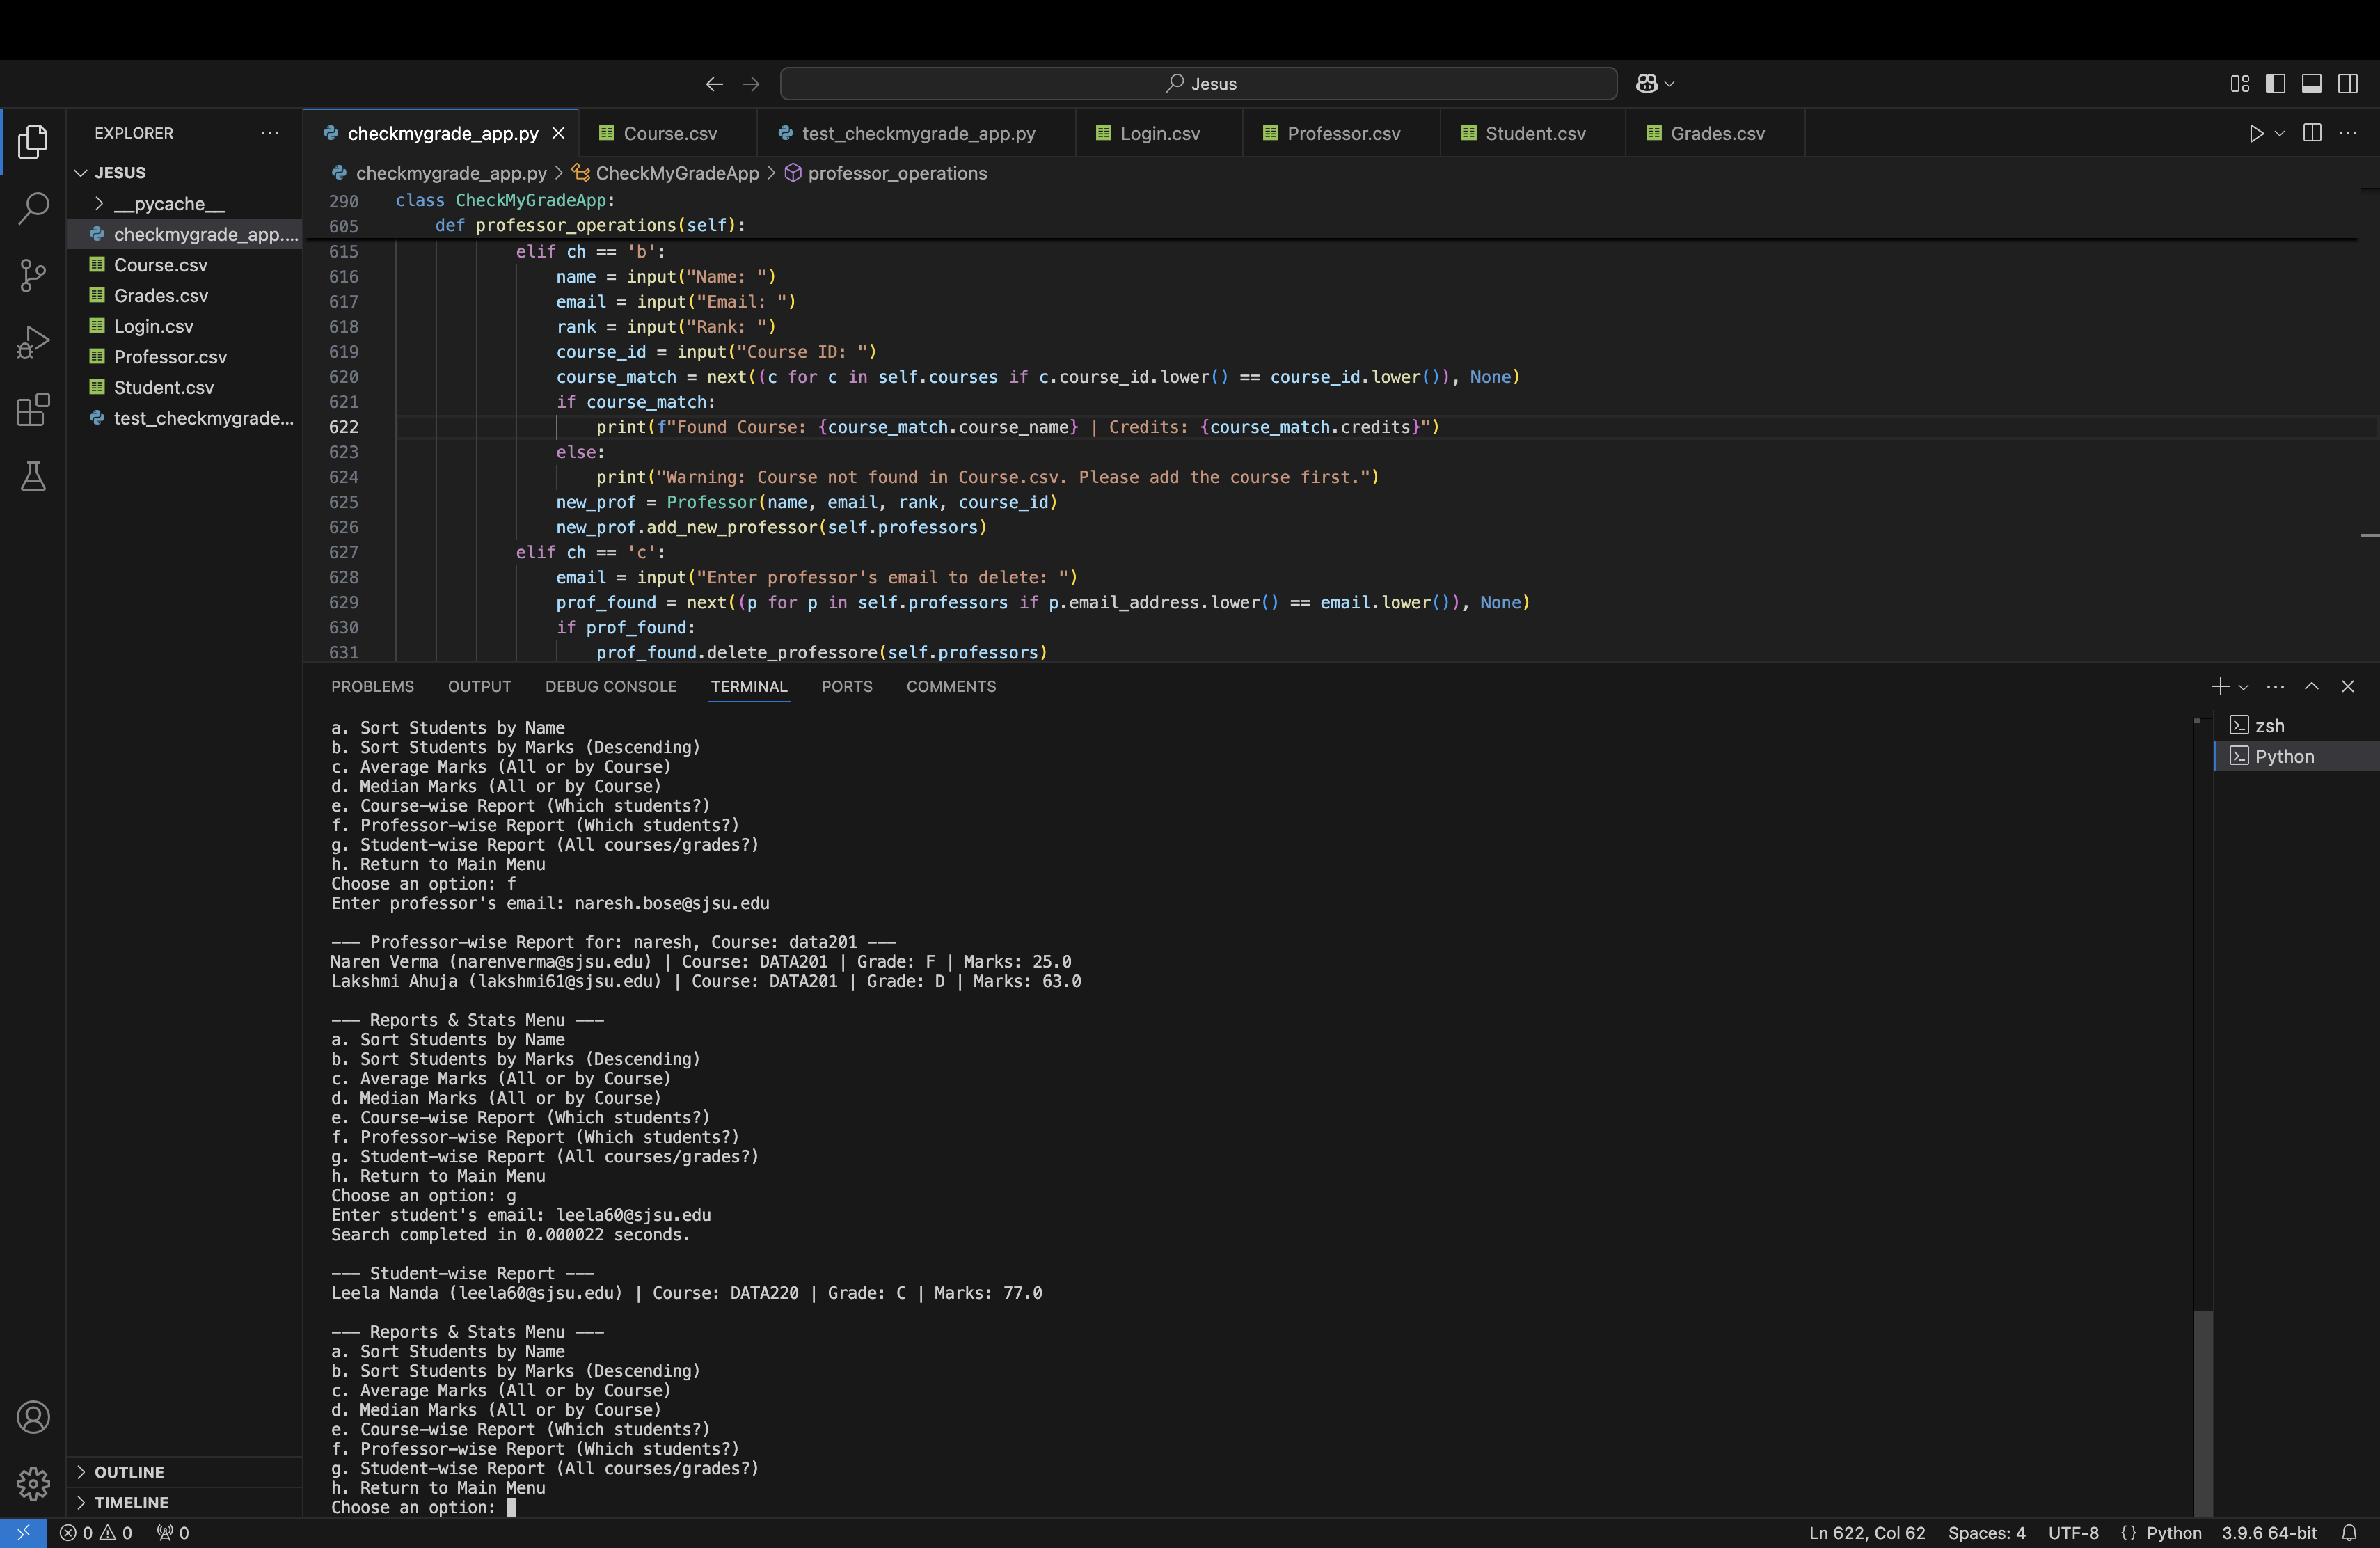 Jesus
EXPLORER
JESUS
__pycache__
checkmygrade_app....
Course.csv
Grades.csv
Login.csv
Professor.csv
Student.csv
test_checkmygrade...
OUTLINE
TIMELINE
checkmygrade_app.py
Course.csv
test_checkmygrade_app.py
Login.csv
Professor.csv
Student.csv
Grades.csv
checkmygrade_app.py > CheckMyGradeApp > professor_operations
290 class CheckMyGradeApp:
605 def professor_operations(self):
615 elif ch == 'b':
616 name = input("Name: ")
617 email = input("Email: ")
618 rank = input("Rank: ")
619 course_id = input("Course ID: ")
620 course_match = next((c for c in self.courses if c.course_id.lower() == course_id.lower()), None)
621 if course_match:
622 print(f"Found Course: {course_match.course_name} | Credits: {course_match.credits}")
623 else:
624 print("Warning: Course not found in Course.csv. Please add the course first.")
625 new_prof = Professor(name, email, rank, course_id)
626 new_prof.add_new_professor(self.professors)
627 elif ch == 'c':
628 email = input("Enter professor's email to delete: ")
629 prof_found = next((p for p in self.professors if p.email_address.lower() == email.lower()), None)
630 if prof_found:
631 prof_found.delete_professore(self.professors)
PROBLEMS OUTPUT DEBUG CONSOLE TERMINAL PORTS COMMENTS
a. Sort Students by Name
b. Sort Students by Marks (Descending)
c. Average Marks (All or by Course)
d. Median Marks (All or by Course)
e. Course-wise Report (Which students?)
f. Professor-wise Report (Which students?)
g. Student-wise Report (All courses/grades?)
h. Return to Main Menu
Choose an option: f
Enter professor's email: naresh.bose@sjsu.edu
--- Professor-wise Report for: naresh, Course: data201 ---
Naren Verma (narenverma@sjsu.edu) | Course: DATA201 | Grade: F | Marks: 25.0
Lakshmi Ahuja (lakshmi61@sjsu.edu) | Course: DATA201 | Grade: D | Marks: 63.0
--- Reports & Stats Menu ---
a. Sort Students by Name
b. Sort Students by Marks (Descending)
c. Average Marks (All or by Course)
d. Median Marks (All or by Course)
e. Course-wise Report (Which students?)
f. Professor-wise Report (Which students?)
g. Student-wise Report (All courses/grades?)
h. Return to Main Menu
Choose an option: g
Enter student's email: leela60@sjsu.edu
Search completed in 0.000022 seconds.
--- Student-wise Report ---
Leela Nanda (leela60@sjsu.edu) | Course: DATA220 | Grade: C | Marks: 77.0
--- Reports & Stats Menu ---
a. Sort Students by Name
b. Sort Students by Marks (Descending)
c. Average Marks (All or by Course)
d. Median Marks (All or by Course)
e. Course-wise Report (Which students?)
f. Professor-wise Report (Which students?)
g. Student-wise Report (All courses/grades?)
h. Return to Main Menu
Choose an option:
zsh
Python
0 0 0
Ln 622, Col 62 Spaces: 4 UTF-8 {} Python 3.9.6 64-bit